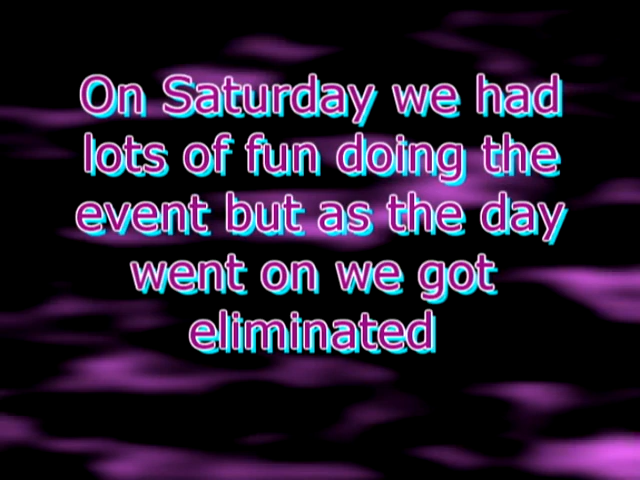 On Saturday we had
lots of fun doing the
event but as the day
went on we got
eliminated